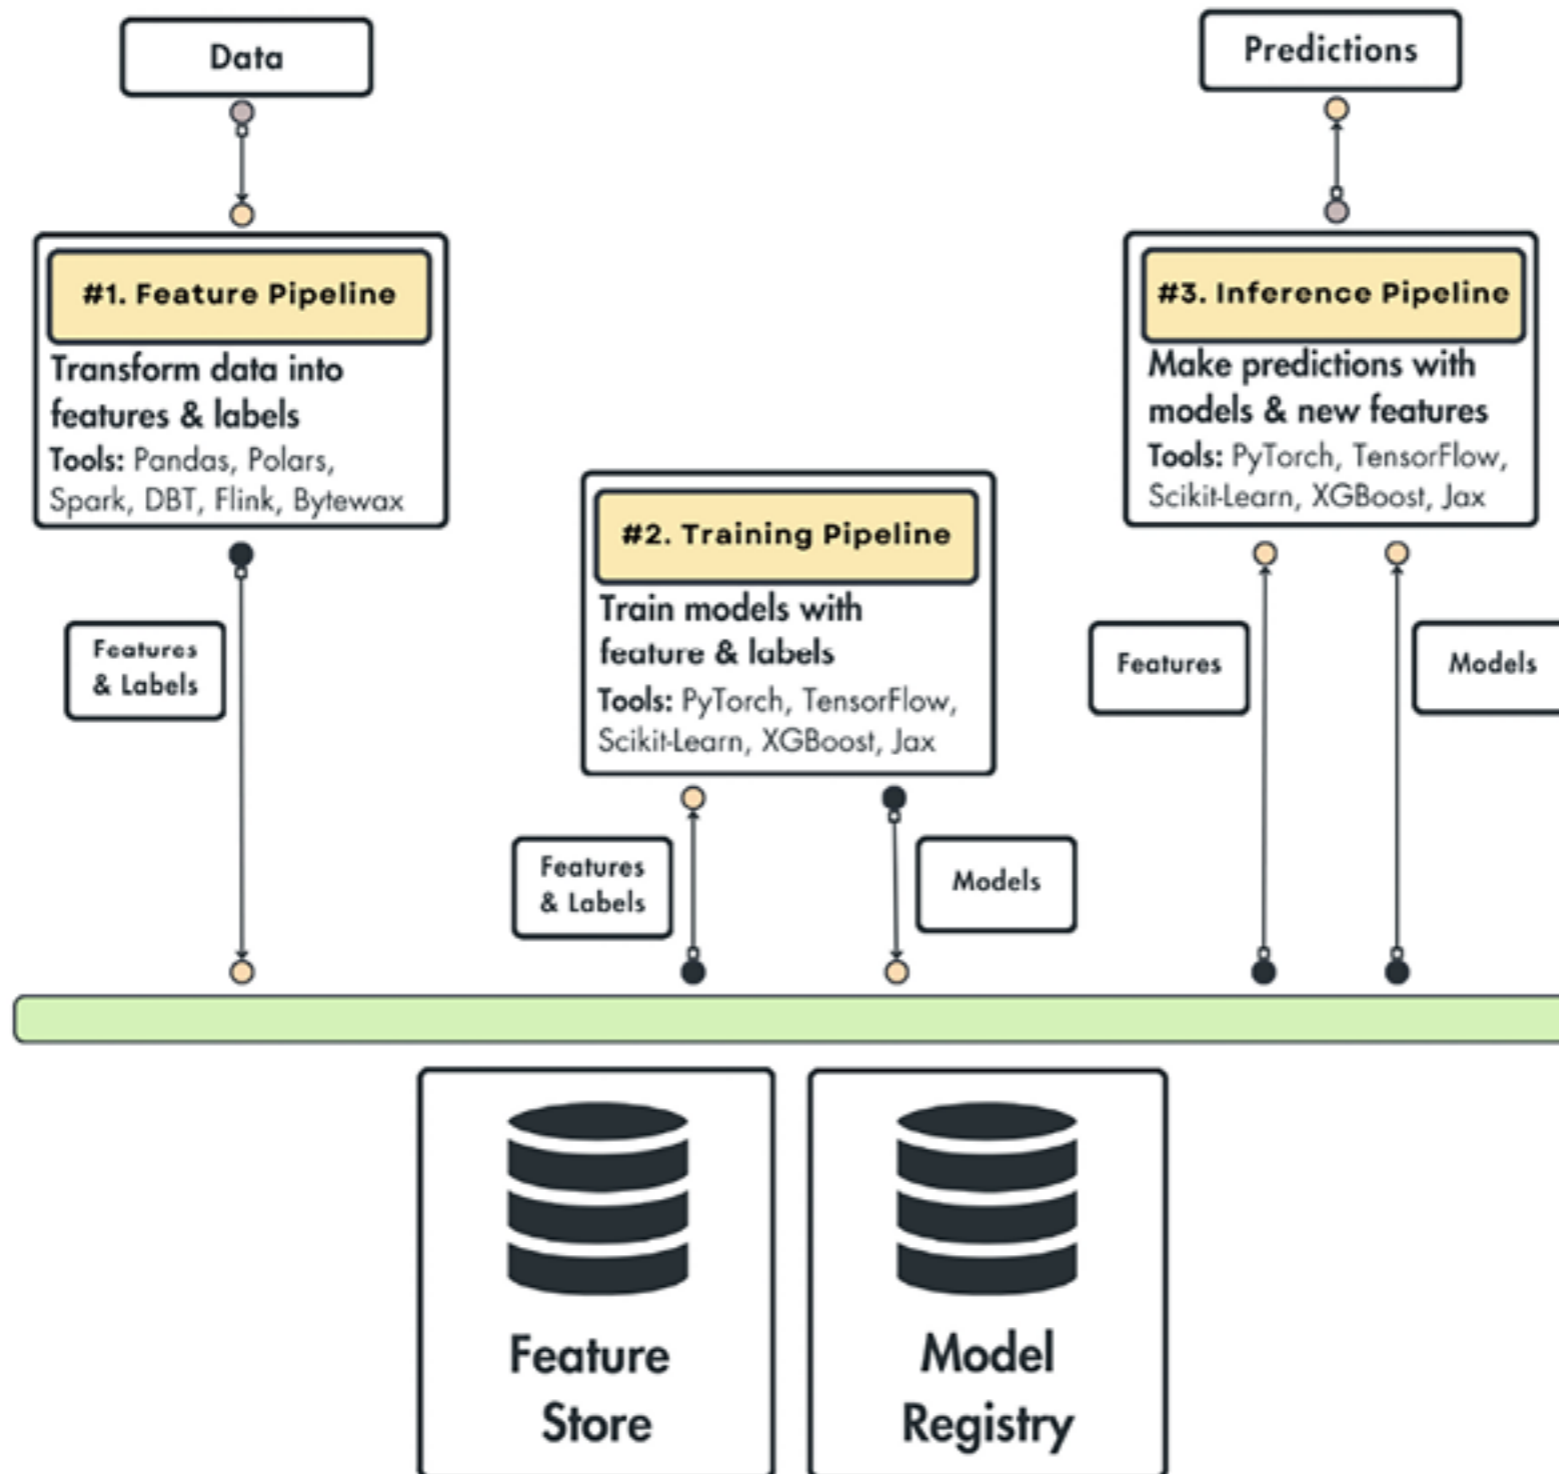 Data
Predictions
#1. Feature Pipeline
Transform data into
features & labels
Tools: Pandas, Polars,
Spark, DBT, Flink, Bytewax
#3. Inference Pipeline
Make predictions with
models & new features
Tools: PyTorch, TensorFlow,
Scikit-Learn, XGBoost, Jax
#2. Training Pipeline
Train models with
feature & labels
Tools: PyTorch, TensorFlow,
Scikit-Learn, XGBoost, Jax
Features
& Labels
Features
Models
Features
& Labels
Models
Feature
Store
Model
Registry